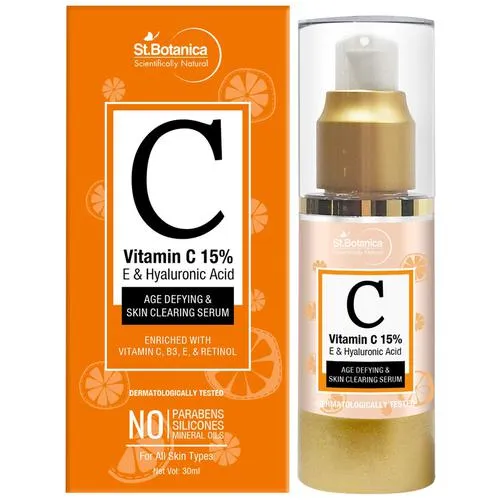 St.Botanica
Scientifically Natural
C
Vitamin C 15%
E & Hyaluronic Acid
AGE DEFYING &
SKIN CLEARING SERUM
ENRICHED WITH
VITAMIN C, B3, E, & RETINOL
DERMATOLOGICALLY TESTED
NO
PARABENS
SILICONES
MINERAL OILS
For All Skin Types
Net Vol: 30ml
St.Botanica
Scientifically Natural
C
Vitamin C 15%
E & Hyaluronic Acid
AGE DEFYING &
SKIN CLEARING SERUM
DERMATOLOGICALLY TESTED